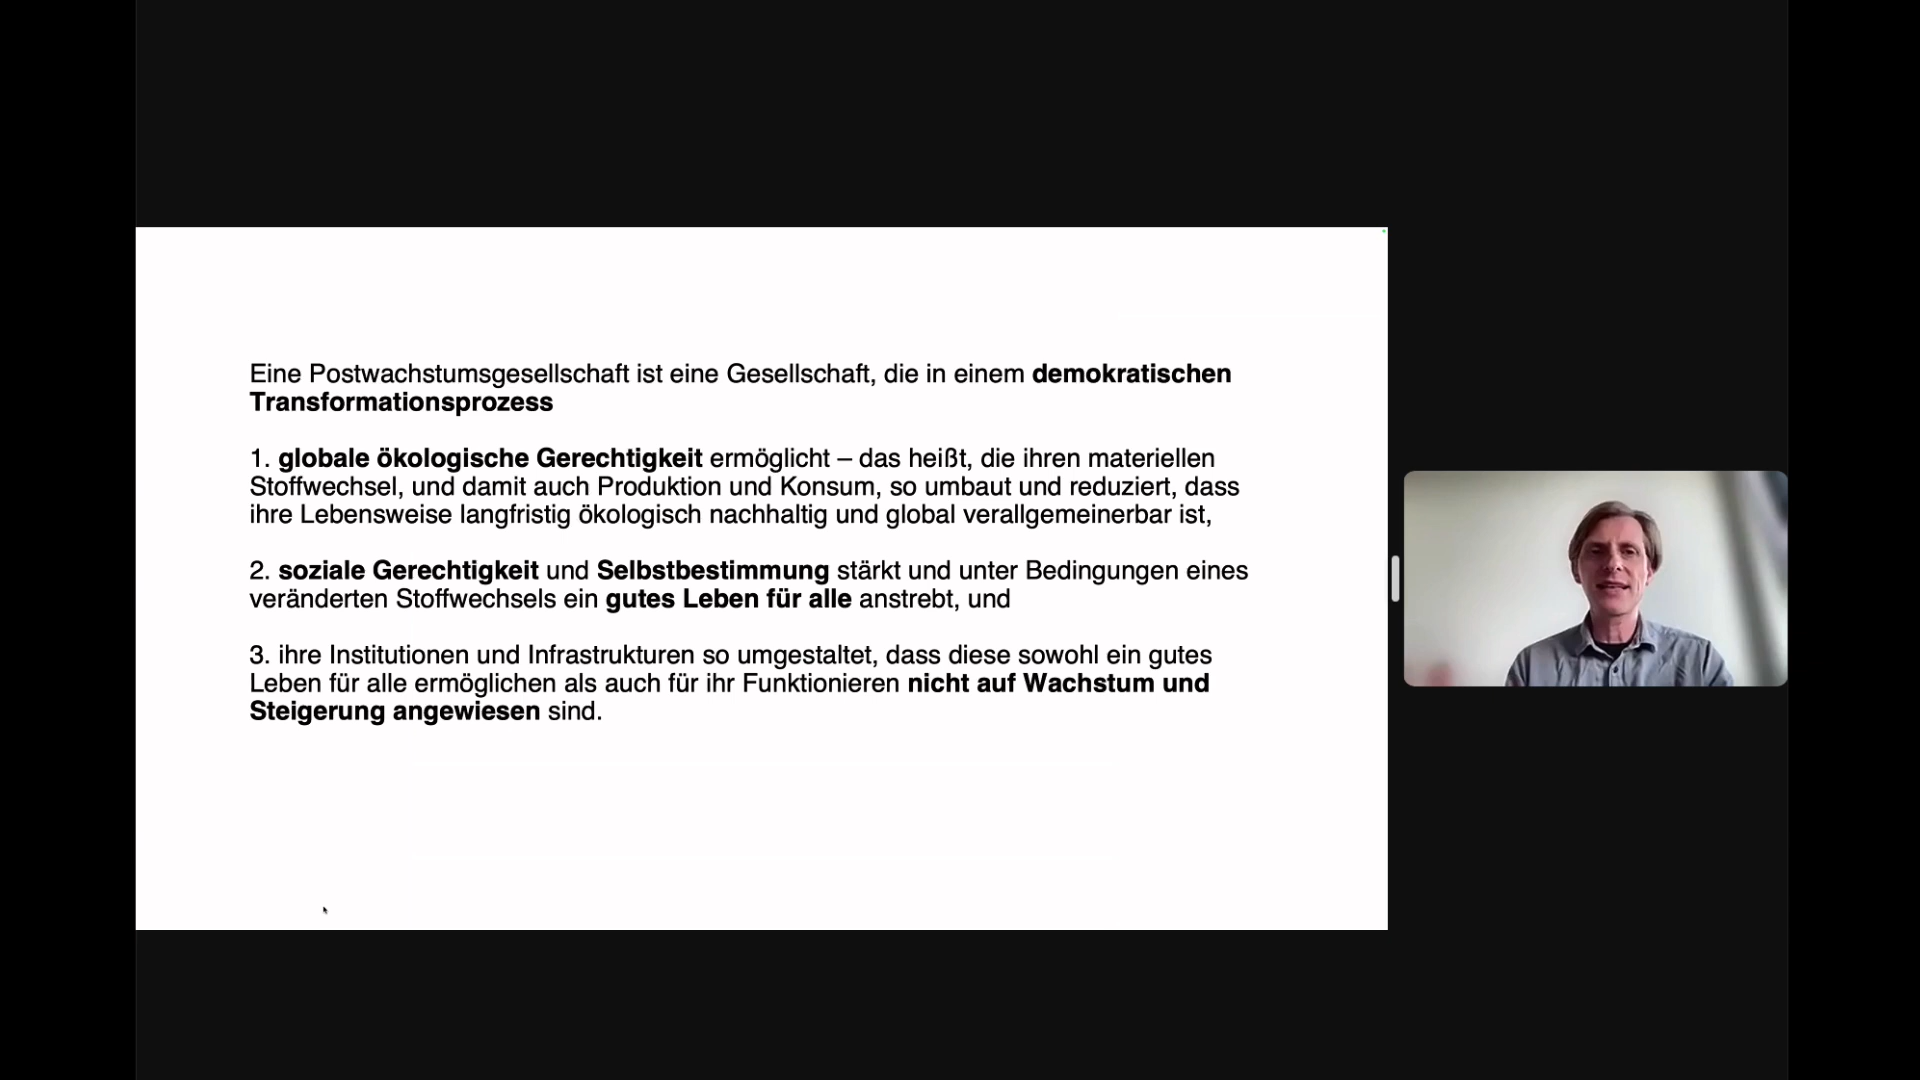 Eine Postwachstumsgesellschaft ist eine Gesellschaft, die in einem demokratischen
Transformationsprozess
1. globale ökologische Gerechtigkeit ermöglicht – das heißt, die ihren materiellen
Stoffwechsel, und damit auch Produktion und Konsum, so umbaut und reduziert, dass
ihre Lebensweise langfristig ökologisch nachhaltig und global verallgemeinerbar ist,
2. soziale Gerechtigkeit und Selbstbestimmung stärkt und unter Bedingungen eines
veränderten Stoffwechsels ein gutes Leben für alle anstrebt, und
3. ihre Institutionen und Infrastrukturen so umgestaltet, dass diese sowohl ein gutes
Leben für alle ermöglichen als auch für ihr Funktionieren nicht auf Wachstum und
Steigerung angewiesen sind.